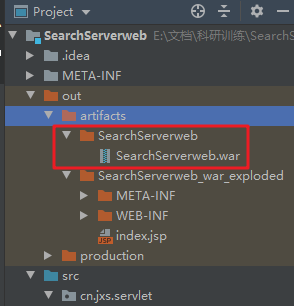 Project
SearchServerweb E:\文档\科研训练\SearchS
.idea
META-INF
out
artifacts
SearchServerweb
SearchServerweb.war
SearchServerweb_war_exploded
META-INF
WEB-INF
index.jsp
production
src
cn.jxs.servlet